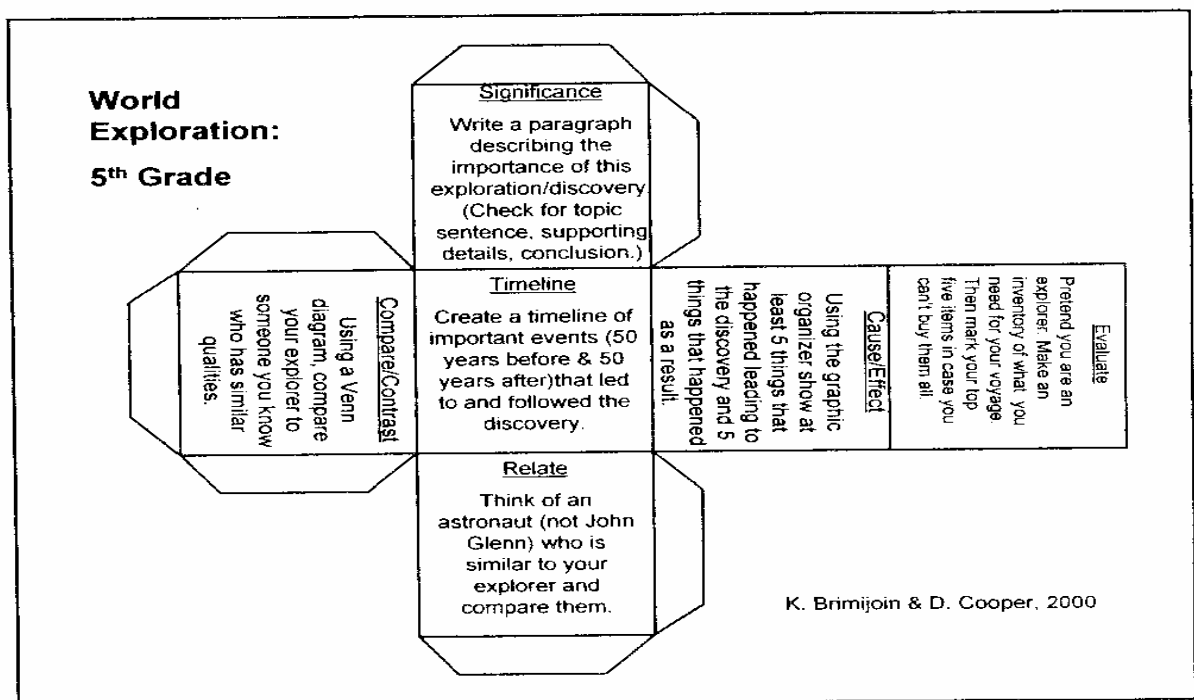 World
Exploration:
5th Grade
Significance
Write a paragraph
describing the
importance of this
exploration/discovery
(Check for topic
sentence, supporting
details, conclusion.)
Compare/Contrast
Using a Venn
diagram, compare
your explorer to
someone you know
who has similar
qualities.
Timeline
Create a timeline of
important events (50
years before & 50
years after)that led
to and followed the
discovery.
Cause/Effect
Using the graphic
organizer show at
least 5 things that
happened leading to
the discovery and 5
things that happened
as a result.
Evaluate
Pretend you are an
explorer. Make an
inventory of what you
need for your voyage.
Then mark your top
five items in case you
can't buy them all.
Relate
Think of an
astronaut (not John
Glenn) who is
similar to your
explorer and
compare them.
K. Brimijoin & D. Cooper, 2000